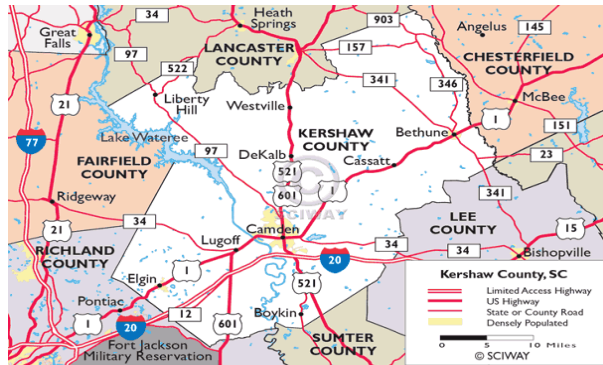 34
Heath
Springs
903
Angelus
145
Great
Falls
97
LANCASTER
COUNTY
157
CHESTERFIELD
COUNTY
522
341
346
21
Liberty
Hill
Westville
McBee
1
151
77
Lake Wateree
KERSHAW
COUNTY
Bethune
FAIRFIELD
COUNTY
97
DeKalb
Cassatt
23
521
601
1
341
©
SCIWAY
Ridgeway
34
LEE
COUNTY
15
21
Camden
RICHLAND
COUNTY
Lugoff
34
34
Bishopville
20
Elgin
1
521
Kershaw County, SC
Limited Access Highway
US Highway
State or County Road
Densely Populated
Pontiac
1
20
12
601
Boykin
0
10 Miles
© SCIWAY
SUMTER
COUNTY
Fort Jackson
Military Reservation